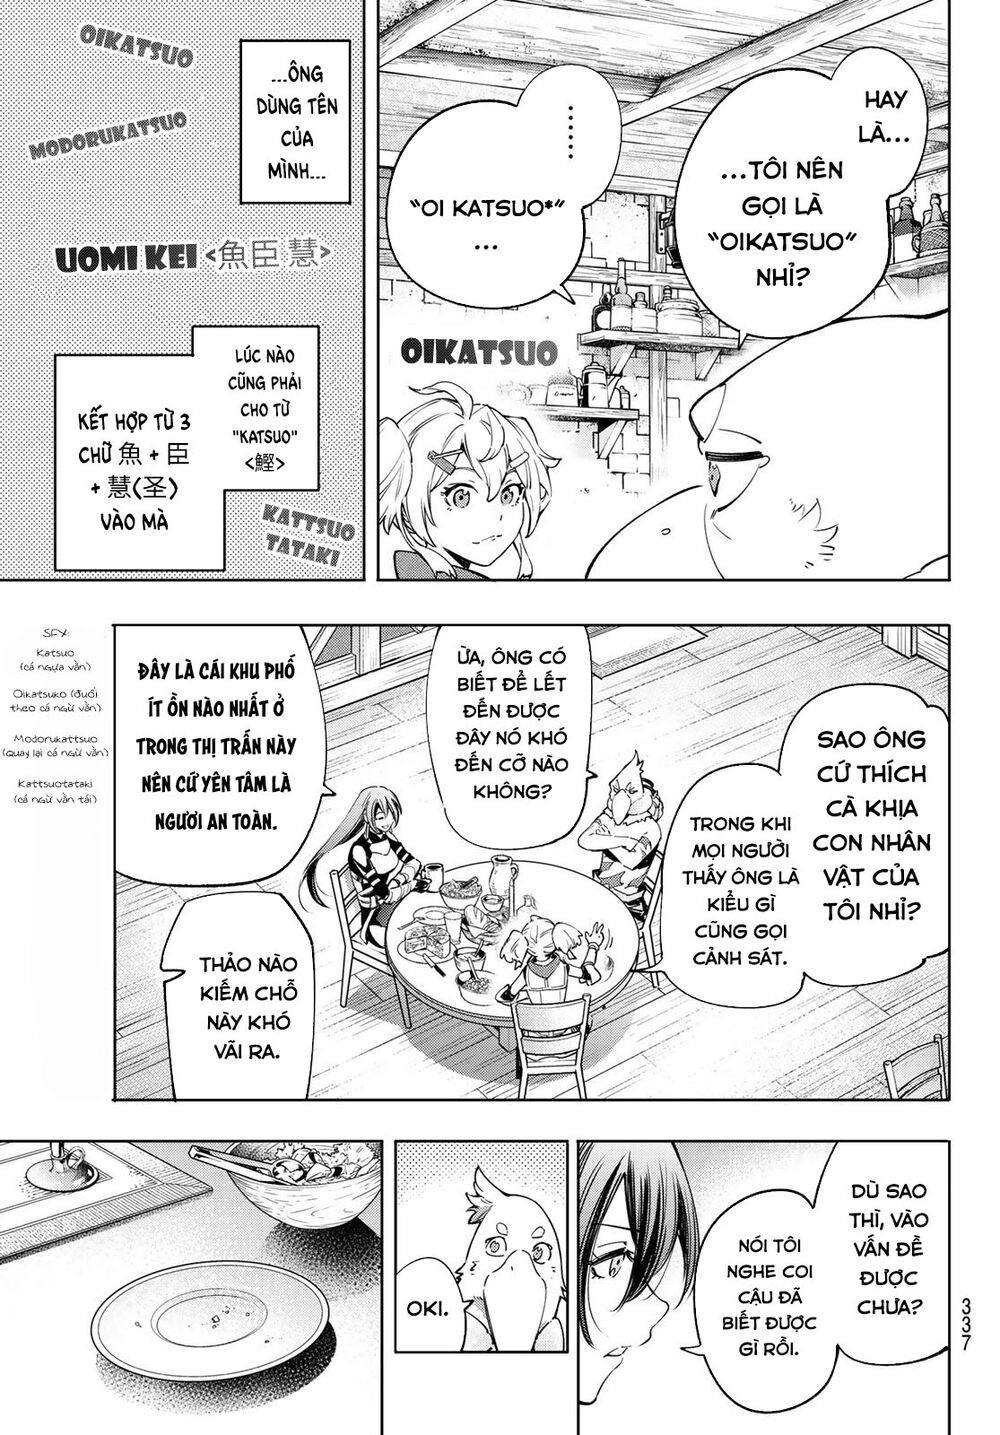 HAY
LÀ...
...TÔI NÊN
GỌI LÀ
“OIKATSUO”
NHỈ?
......
“OI KATSUO*”
...
OIKATSUO
...ÔNG
DÙNG TÊN
CỦA
MÌNH...
OIKATSUO
MODORUKATSUO
UOMI KEI <魚臣 慧>
LÚC NÀO
CŨNG PHẢI
CHO TỪ
"KATSUO"
<鰹>
KẾT HỢP TỪ 3
CHỮ 魚 + 臣
+ 慧(圣)
VÀO MÀ
KATTSUO
TATAKI
SFX:
Katsuo
(cá ngựa vằn)
Oikatsuko (đuổi
theo cá ngừ vằn)
Modorukattsuo
(Quay lại cá ngừ vằn)
Kattsuotataki
(cá ngừ vằn tái)
SAO ÔNG
CỨ THÍCH
CÀ KHỊA
CON NHÂN
VẬT CỦA
TÔI NHỈ?
TRONG KHI
MỌI NGƯỜI
THẤY ÔNG LÀ
KIỂU GÌ
CŨNG GỌI
CẢNH SÁT.
ỪA, ÔNG CÓ
BIẾT ĐỂ LẾT
ĐẾN ĐƯỢC
ĐÂY NÓ KHÓ
ĐẾN CỠ NÀO
KHÔNG?
ĐÂY LÀ CÁI KHU PHỐ
ÍT ỒN NÀO NHẤT Ở
TRONG THỊ TRẤN NÀY
NÊN CỨ YÊN TÂM LÀ
NGƯỜI AN TOÀN.
THẢO NÀO
KIẾM CHỖ
NÀY KHÓ
VÃI RA.
DÙ SAO
THÌ, VÀO
VẤN ĐỀ
ĐƯỢC
CHƯA?
NÓI TÔI
NGHE COI
CẬU ĐÃ
BIẾT ĐƯỢC
GÌ RỒI.
OKI.
337